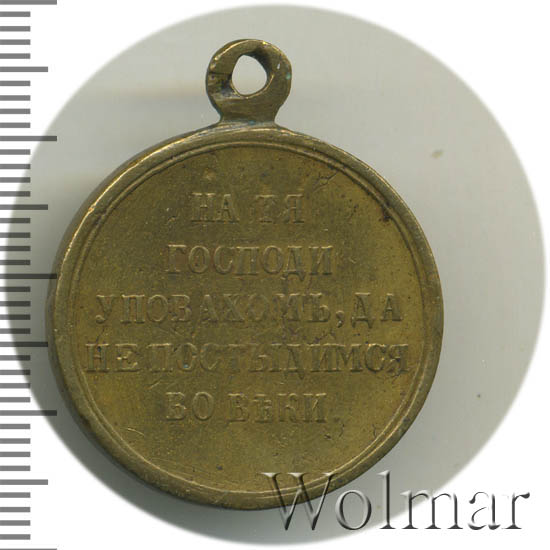 НА ТЯ
ГОСПОДИ
УПОВАХОМЪ, ДА
НЕ ПОСТЫДИМСЯ
ВО ВѢКИ.
Wolmar